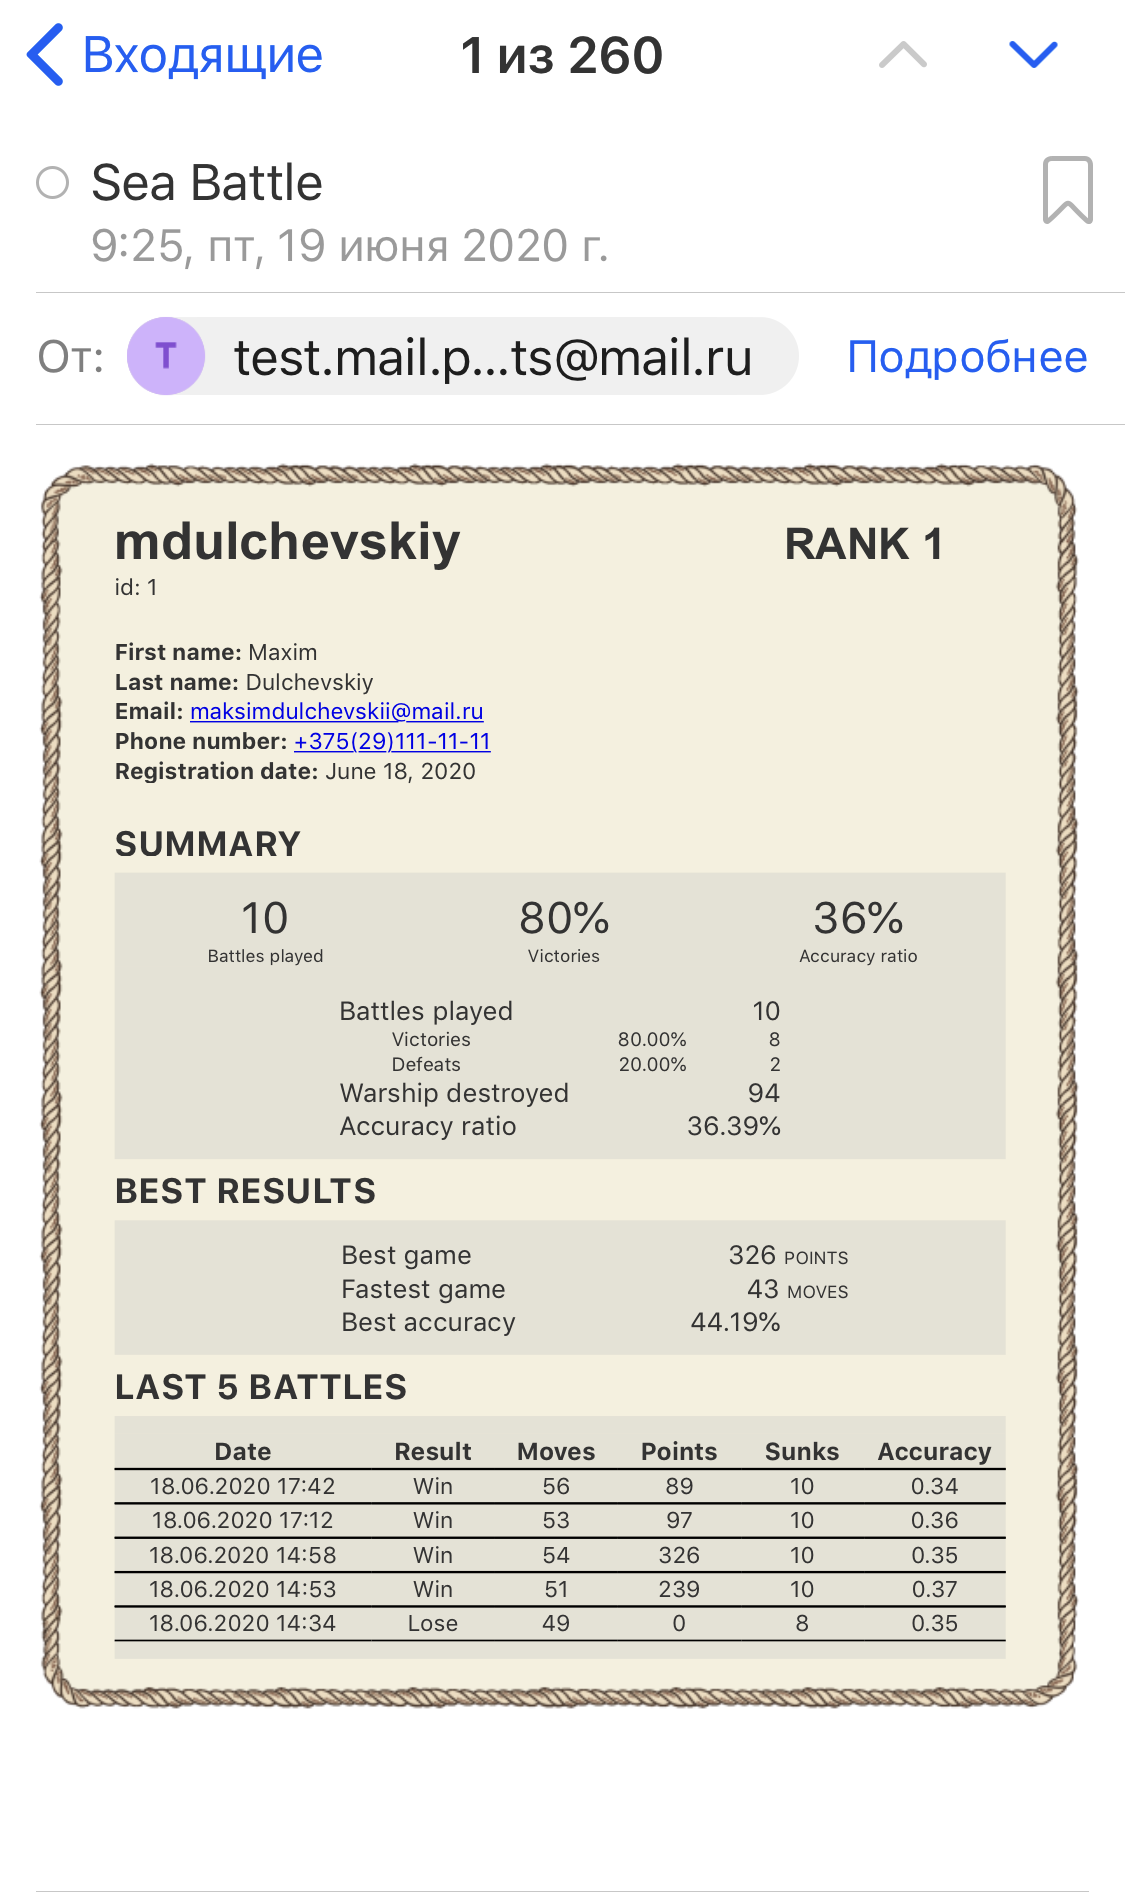 Входящие 1 из 260
Sea Battle
9:25, пт, 19 июня 2020 г.
От: T test.mail.p...ts@mail.ru Подробнее
mdulchevskiy RANK 1
id: 1
First name: Maxim
Last name: Dulchevskiy
Email: maksimdulchevskii@mail.ru
Phone number: +375(29)111-11-11
Registration date: June 18, 2020
SUMMARY
10 80% 36%
Battles played Victories Accuracy ratio
Battles played 10
Victories 80.00% 8
Defeats 20.00% 2
Warship destroyed 94
Accuracy ratio 36.39%
BEST RESULTS
Best game 326 POINTS
Fastest game 43 MOVES
Best accuracy 44.19%
LAST 5 BATTLES
Date Result Moves Points Sunks Accuracy
18.06.2020 17:42 Win 56 89 10 0.34
18.06.2020 17:12 Win 53 97 10 0.36
18.06.2020 14:58 Win 54 326 10 0.35
18.06.2020 14:53 Win 51 239 10 0.37
18.06.2020 14:34 Lose 49 0 8 0.35